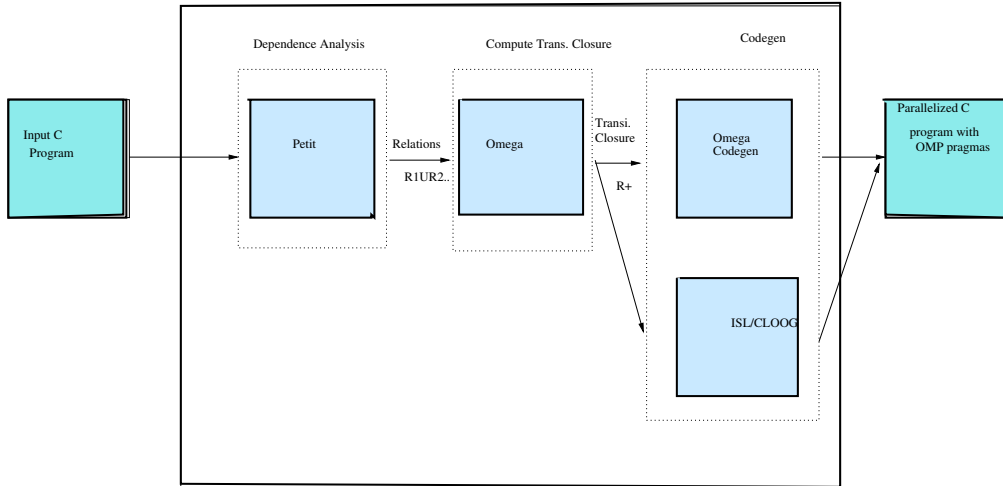 Dependence Analysis
Compute Trans. Closure
Codegen
Input C
Program
Petit
Relations
R1UR2..
Omega
Transi.
Closure
R+
Omega
Codegen
ISL/CLOOG
Parallelized C
program with
OMP pragmas